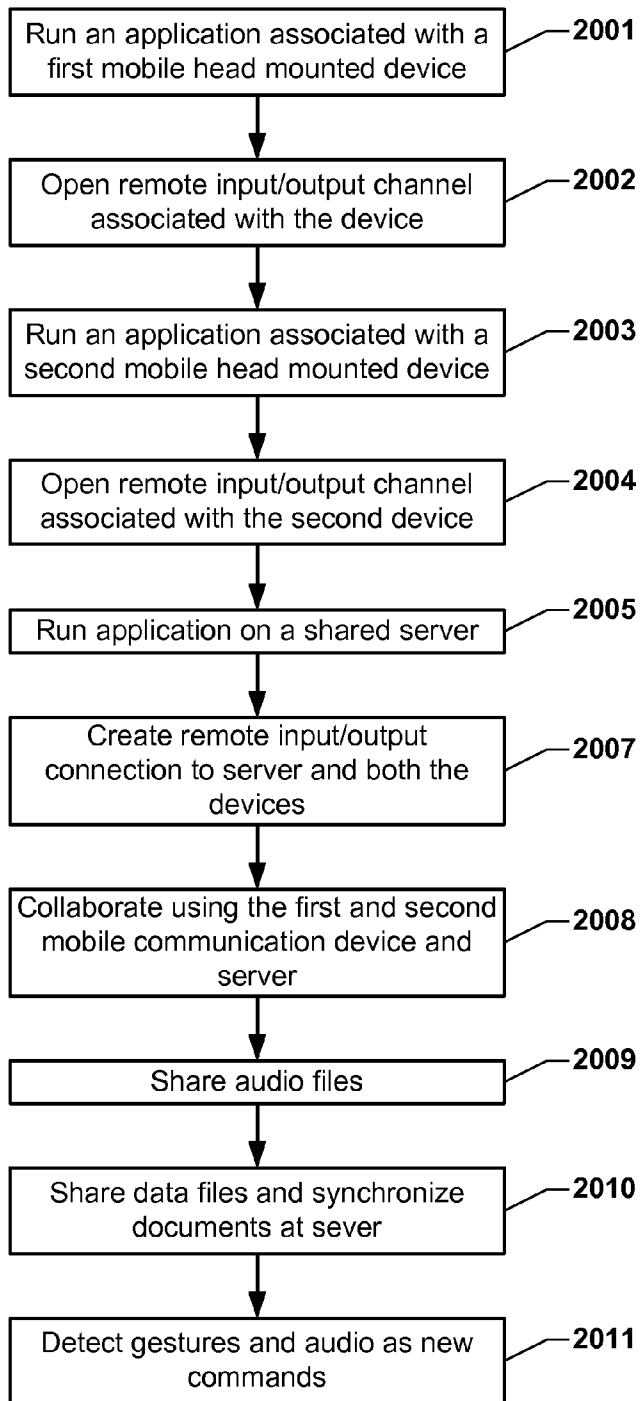 Run an application associated with a
first mobile head mounted device
2001
Open remote input/output channel
associated with the device
2002
Run an application associated with a
second mobile head mounted device
2003
Open remote input/output channel
associated with the second device
2004
Run application on a shared server
2005
Create remote input/output
connection to server and both the
devices
2007
Collaborate using the first and second
mobile communication device and
server
2008
Share audio files
2009
Share data files and synchronize
documents at sever
2010
Detect gestures and audio as new
commands
2011